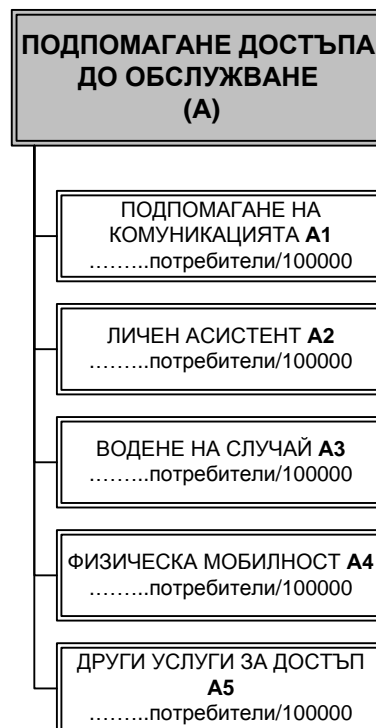 ПОДПОМАГАНЕ ДОСТЪПА
ДО ОБСЛУЖВАНЕ
(А)
ПОДПОМАГАНЕ НА
КОМУНИКАЦИЯТА А1
………..потребители/100000
ЛИЧЕН АСИСТЕНТ А2
………..потребители/100000
ВОДЕНЕ НА СЛУЧАЙ А3
………..потребители/100000
ФИЗИЧЕСКА МОБИЛНОСТ А4
………..потребители/100000
ДРУГИ УСЛУГИ ЗА ДОСТЪП
А5
………..потребители/100000